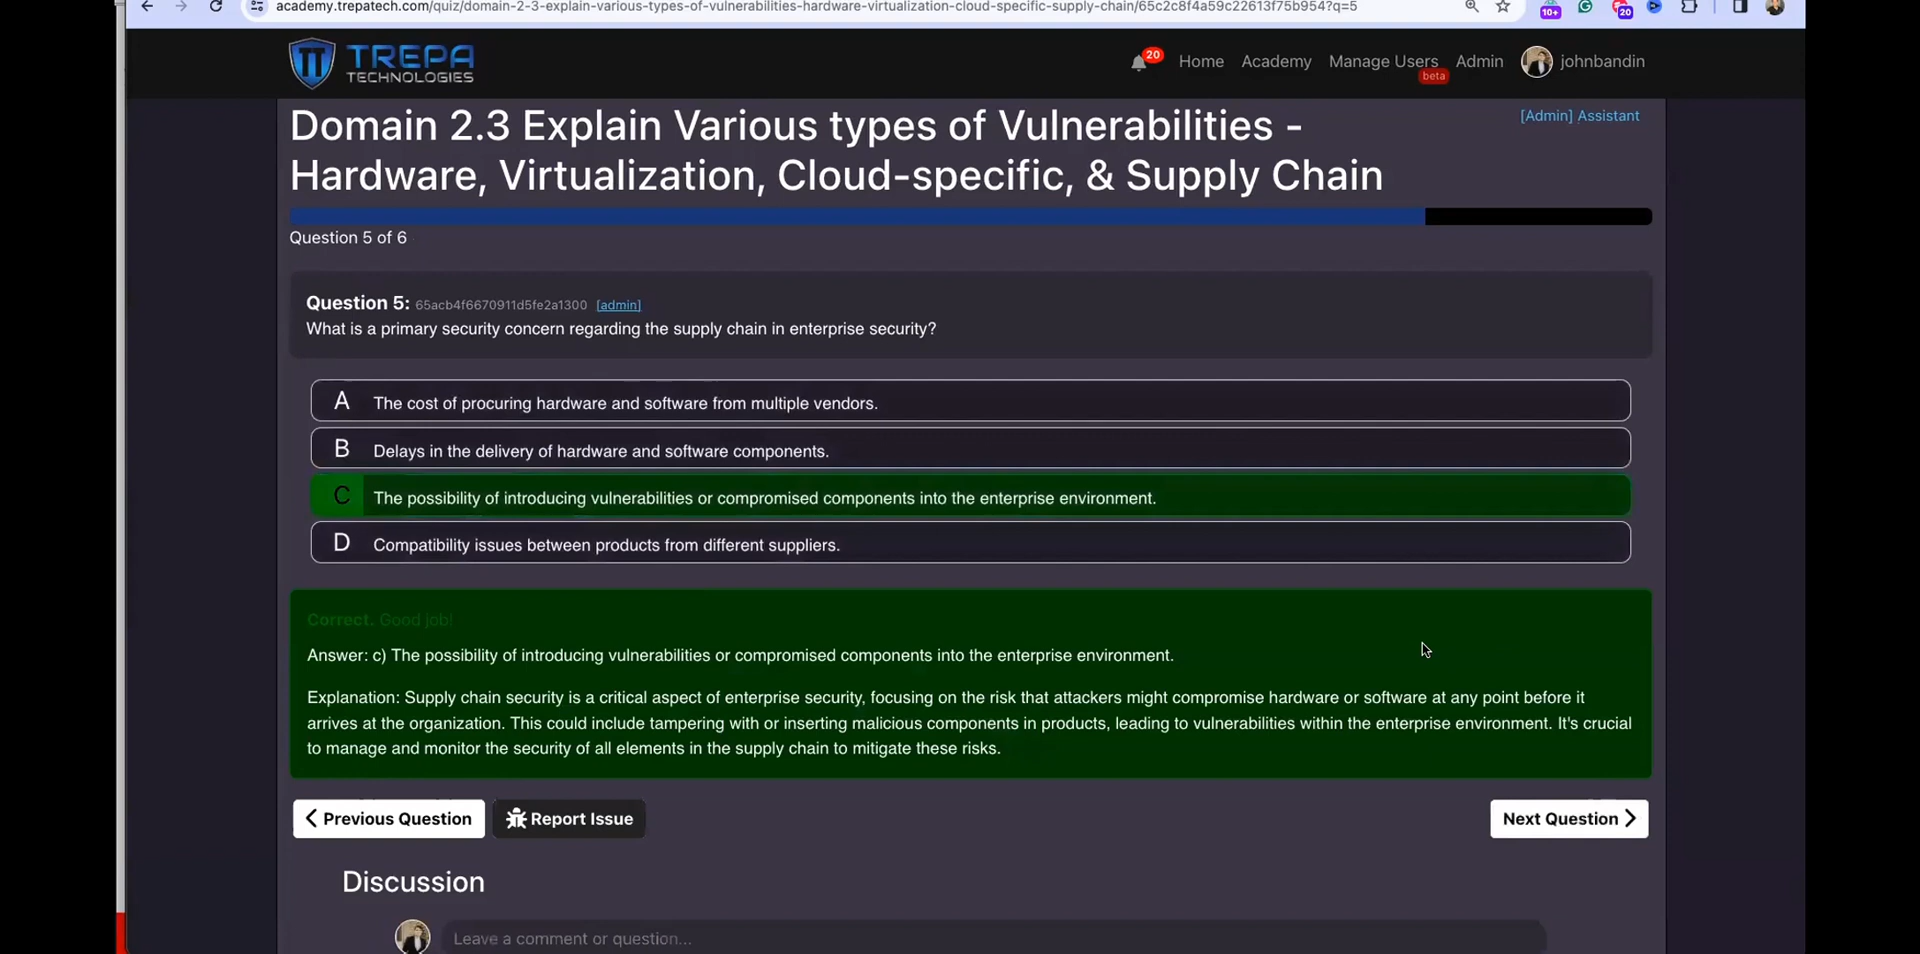 academy.trepatech.com/quiz/domain-2-3-explain-various-types-of-vulnerabilities-hardware-virtualization-cloud-specific-supply-chain/65c2c8f4a59c22613f75b954?q=5
10+
20
TREPA
TECHNOLOGIES
20
Home
Academy
Manage Users
beta
Admin
johnbandin
Domain 2.3 Explain Various types of Vulnerabilities -
Hardware, Virtualization, Cloud-specific, & Supply Chain
[Admin] Assistant
Question 5 of 6
Question 5: 65acb4f6670911d5fe2a1300 [admin]
What is a primary security concern regarding the supply chain in enterprise security?
A The cost of procuring hardware and software from multiple vendors.
B Delays in the delivery of hardware and software components.
C The possibility of introducing vulnerabilities or compromised components into the enterprise environment.
D Compatibility issues between products from different suppliers.
Correct. Good job!
Answer: c) The possibility of introducing vulnerabilities or compromised components into the enterprise environment.
Explanation: Supply chain security is a critical aspect of enterprise security, focusing on the risk that attackers might compromise hardware or software at any point before it
arrives at the organization. This could include tampering with or inserting malicious components in products, leading to vulnerabilities within the enterprise environment. It's crucial
to manage and monitor the security of all elements in the supply chain to mitigate these risks.
Previous Question
Report Issue
Next Question
Discussion
Leave a comment or question...